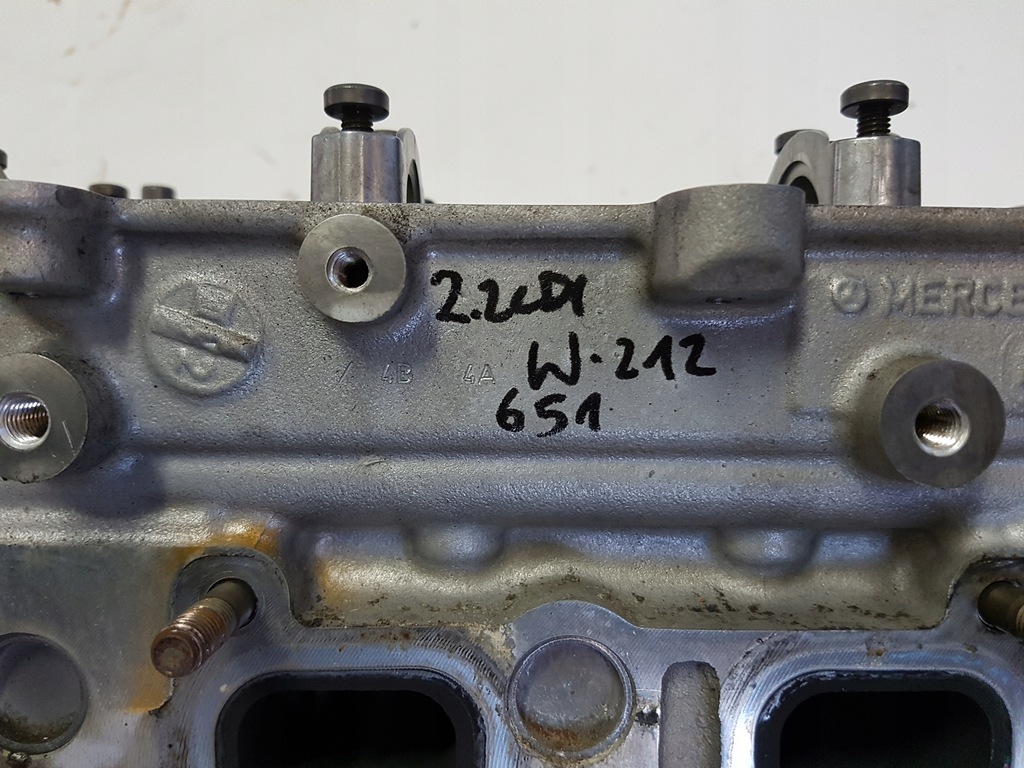 2.2CDI
MERCE
4B 4A W-212
651